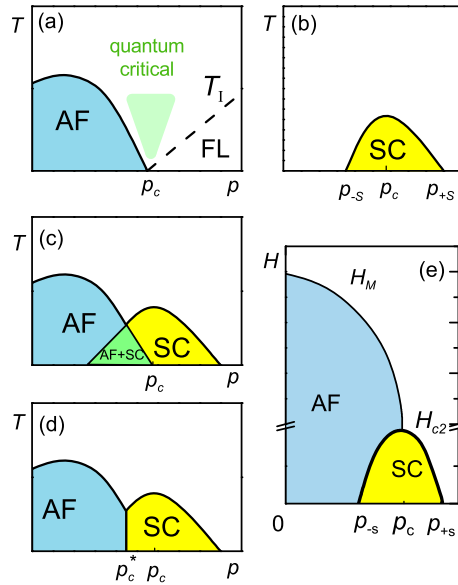 T (a) quantum
critical
AF
T_I
FL
p_c p
T (b)
SC
p_-S p_c p_+S
T (c)
AF
SC
AF+SC
p_c p
T (d)
AF SC
p_c^* p_c p
H (e)
H_M
AF
H_c2
SC
0 p_-s p_c p_+s